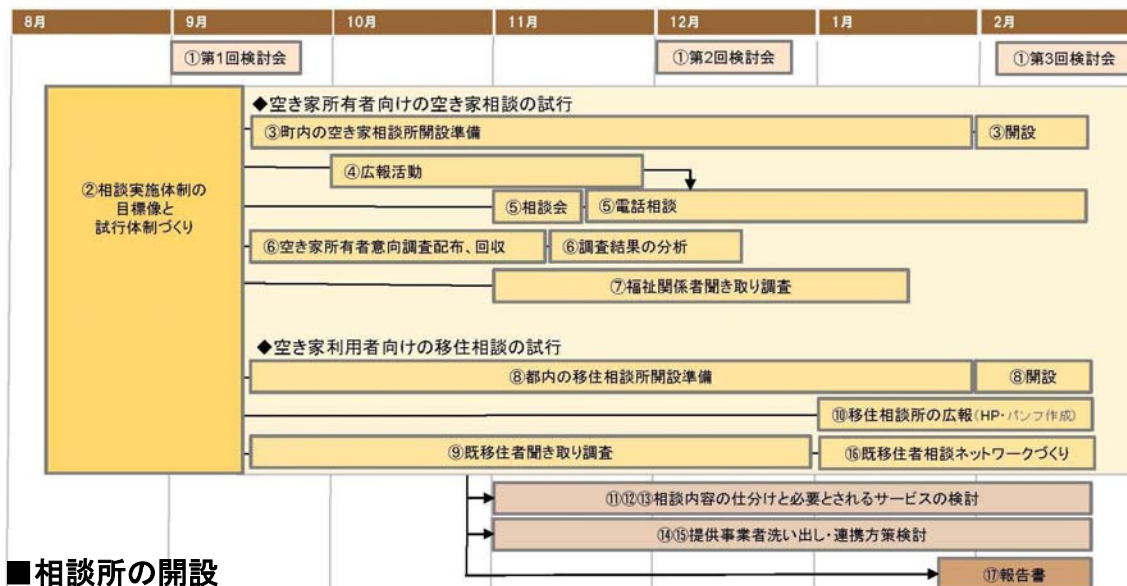 8月 9月 10月 11月 12月 1月 2月
①第1回検討会 ①第2回検討会 ①第3回検討会
②相談実施体制の
目標像と
試行体制づくり
◆空き家所有者向けの空き家相談の試行
③町内の空き家相談所開設準備 ③開設
④広報活動
⑤相談会 ⑤電話相談
⑥空き家所有者意向調査配布、回収 ⑥調査結果の分析
⑦福祉関係者聞き取り調査
◆空き家利用者向けの移住相談の試行
⑧都内の移住相談所開設準備 ⑧開設
⑩移住相談所の広報(HP・パンフ作成)
⑨既移住者聞き取り調査 ⑯既移住者相談ネットワークづくり
⑪⑫⑬相談内容の仕分けと必要とされるサービスの検討
⑭⑮提供事業者洗い出し・連携方策検討
⑰報告書
■相談所の開設